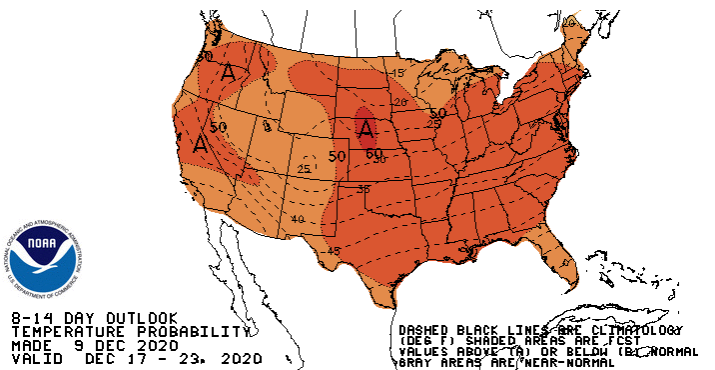 20
50
A
15
20
50
25
50
A
A
50
60
30
25
35
40
45
NOAA
NATIONAL OCEANIC AND ATMOSPHERIC ADMINISTRATION
U.S. DEPARTMENT OF COMMERCE
8-14 DAY OUTLOOK
TEMPERATURE PROBABILITY
MADE 9 DEC 2020
VALID DEC 17 - 23, 2020
DASHED BLACK LINES ARE CLIMATOLOGY
(DEG F) SHADED AREAS ARE FCST
VALUES ABOVE (A) OR BELOW (B) NORMAL
GRAY AREAS ARE NEAR-NORMAL